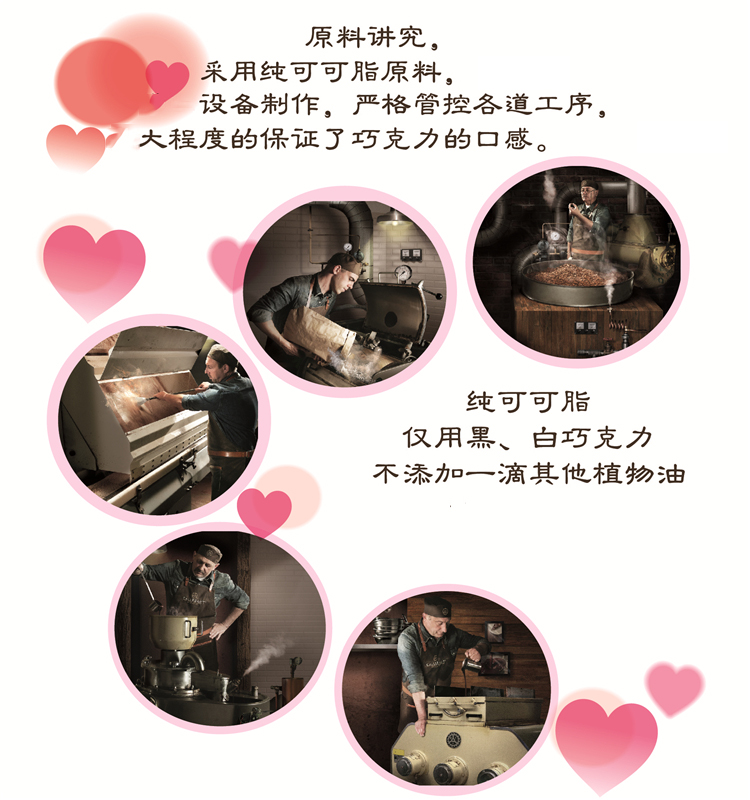 原料讲究，
采用纯可可脂原料，
设备制作，严格管控各道工序，
大程度的保证了巧克力的口感。
纯可可脂
仅用黑、白巧克力
不添加一滴其他植物油